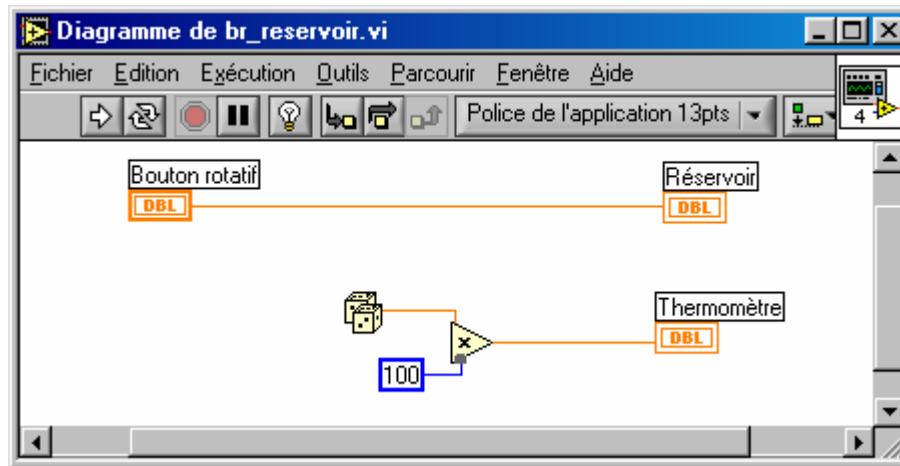 Diagramme de br_reservoir.vi
Fichier Edition Exécution Outils Parcourir Fenêtre Aide
Police de l'application 13pts
4
Bouton rotatif
DBL
Réservoir
DBL
Thermomètre
DBL
x
100